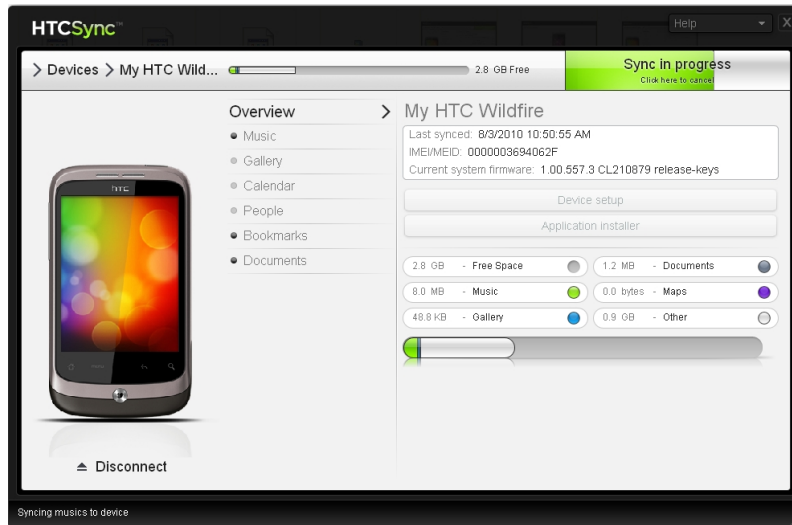 HTCSync™
Help
X
Devices
My HTC Wild...
2.8 GB Free
Sync in progress
Click here to cancel
Overview
Music
Gallery
Calendar
People
Bookmarks
Documents
hTC
Disconnect
My HTC Wildfire
Last synced: 8/3/2010 10:50:55 AM
IMEI/MEID: 0000003694062F
Current system firmware: 1.00.557.3 CL210879 release-keys
Device setup
Application installer
2.8 GB - Free Space
1.2 MB - Documents
8.0 MB - Music
0.0 bytes - Maps
48.8 KB - Gallery
0.9 GB - Other
Syncing musics to device